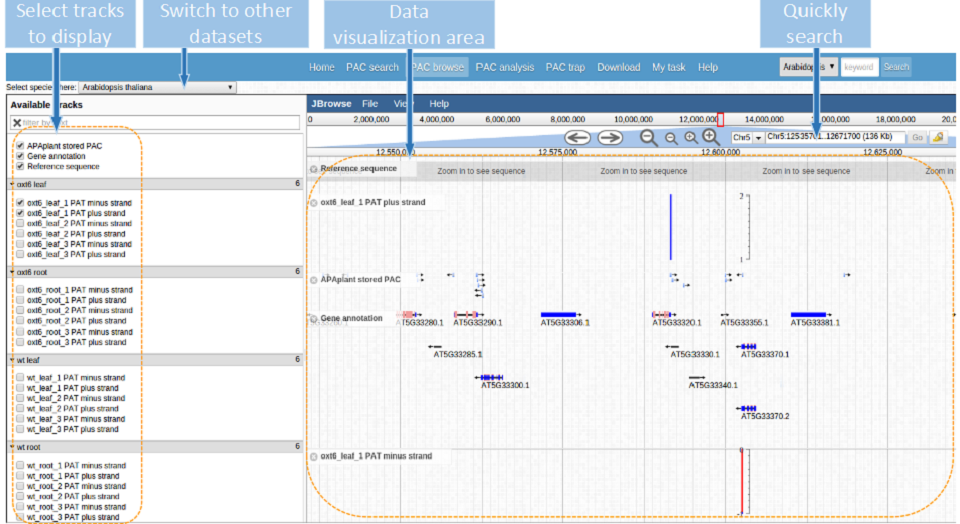 Select tracks
to display
Switch to other
datasets
Data
visualization area
Quickly
search
Home PAC search PAC browse PAC analysis PAC trap Download My task Help
Arabidopsis keyword Search
Select species here: Arabidopsis thaliana
Available Tracks
filter by text
APAplant stored PAC
Gene annotation
Reference sequence
oxt6 leaf 6
oxt6_leaf_1 PAT minus strand
oxt6_leaf_1 PAT plus strand
oxt6_leaf_2 PAT minus strand
oxt6_leaf_2 PAT plus strand
oxt6_leaf_3 PAT minus strand
oxt6_leaf_3 PAT plus strand
oxt6 root 6
oxt6_root_1 PAT minus strand
oxt6_root_1 PAT plus strand
oxt6_root_2 PAT minus strand
oxt6_root_2 PAT plus strand
oxt6_root_3 PAT minus strand
oxt6_root_3 PAT plus strand
wt leaf 6
wt_leaf_1 PAT minus strand
wt_leaf_1 PAT plus strand
wt_leaf_2 PAT minus strand
wt_leaf_2 PAT plus strand
wt_leaf_3 PAT minus strand
wt_leaf_3 PAT plus strand
wt root 6
wt_root_1 PAT minus strand
wt_root_1 PAT plus strand
wt_root_2 PAT minus strand
wt_root_2 PAT plus strand
wt_root_3 PAT minus strand
wt_root_3 PAT plus strand
JBrowse File View Help
0 2,000,000 4,000,000 6,000,000 8,000,000 10,000,000 12,000,000 14,000,000 16,000,000 18,000,000 20,0
Chr5 (136 Kb) Go
12,550,000 12,575,000 12,600,000 12,625,000
Reference sequence Zoom in to see sequence Zoom in to see sequence Zoom in to see sequence Zoom in
oxt6_leaf_1 PAT plus strand 2
1
APAplant stored PAC
Gene annotation
AT5G33280.1 AT5G33290.1 AT5G33306.1 AT5G33320.1 AT5G33355.1 AT5G33381.1
AT5G33285.1 AT5G33330.1 AT5G33370.1
AT5G33300.1 AT5G33340.1
AT5G33370.2
oxt6_leaf_1 PAT minus strand